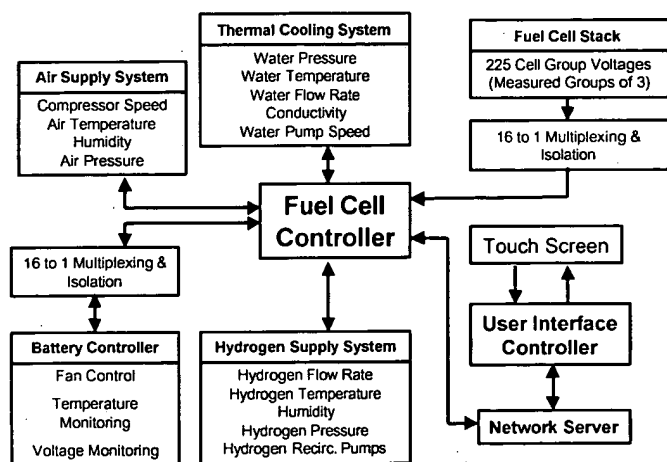 Thermal Cooling System
Water Pressure
Water Temperature
Water Flow Rate
Conductivity
Water Pump Speed
Fuel Cell Stack
225 Cell Group Voltages
(Measured Groups of 3)
16 to 1 Multiplexing &
Isolation
Air Supply System
Compressor Speed
Air Temperature
Humidity
Air Pressure
Fuel Cell
Controller
16 to 1 Multiplexing &
Isolation
Touch Screen
User Interface
Controller
Network Server
Battery Controller
Fan Control
Temperature
Monitoring
Voltage Monitoring
Hydrogen Supply System
Hydrogen Flow Rate
Hydrogen Temperature
Humidity
Hydrogen Pressure
Hydrogen Recirc. Pumps